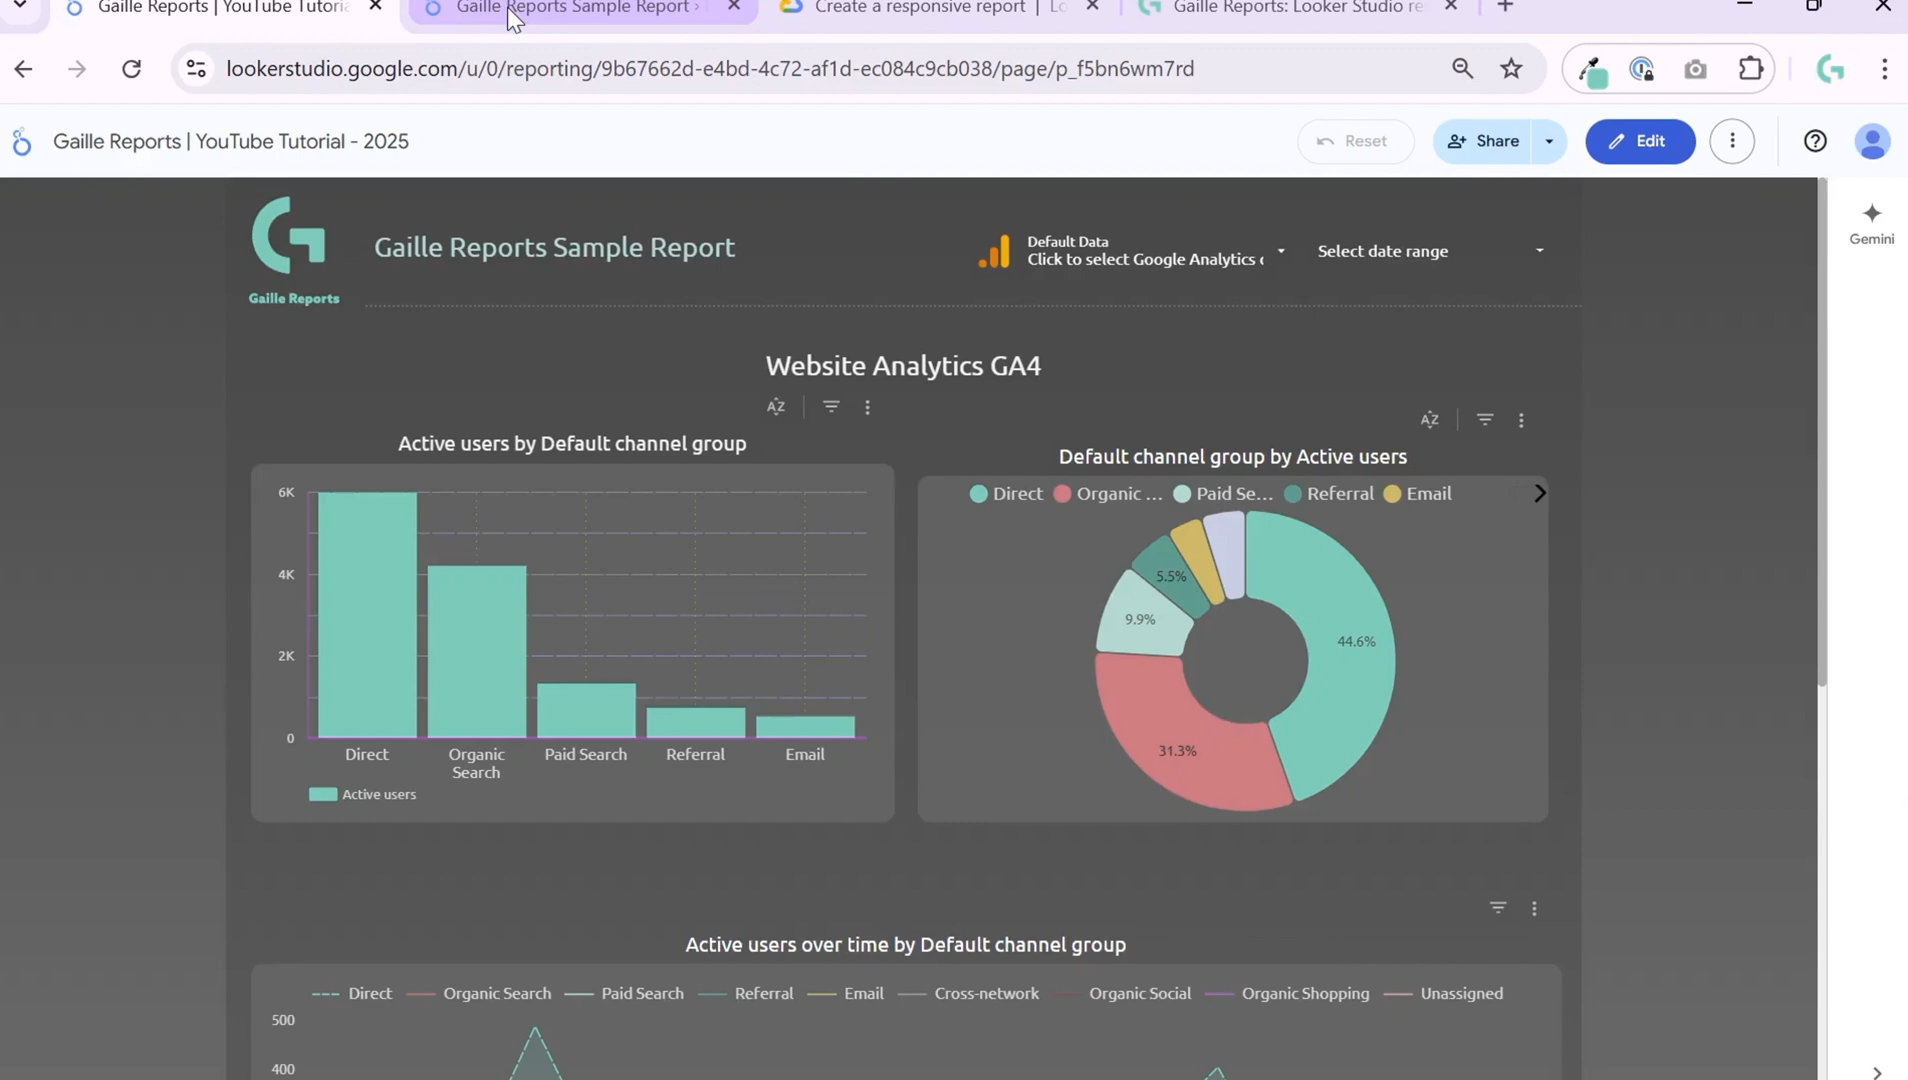 Gaille Reports | YouTube Tutoria
Gaille Reports Sample Report ›
Create a responsive report | Lo
Gaille Reports: Looker Studio re
lookerstudio.google.com/u/0/reporting/9b67662d-e4bd-4c72-af1d-ec084c9cb038/page/p_f5bn6wm7rd
Gaille Reports | YouTube Tutorial - 2025
Reset
Share
Edit
Gemini
Gaille Reports
Gaille Reports Sample Report
Default Data
Click to select Google Analytics
Select date range
Website Analytics GA4
AZ
AZ
Active users by Default channel group
6K
4K
2K
0
Direct
Organic
Search
Paid Search
Referral
Email
Active users
Default channel group by Active users
Direct
Organic ...
Paid Se...
Referral
Email
5.5%
9.9%
44.6%
31.3%
Active users over time by Default channel group
Direct
Organic Search
Paid Search
Referral
Email
Cross-network
Organic Social
Organic Shopping
Unassigned
500
400